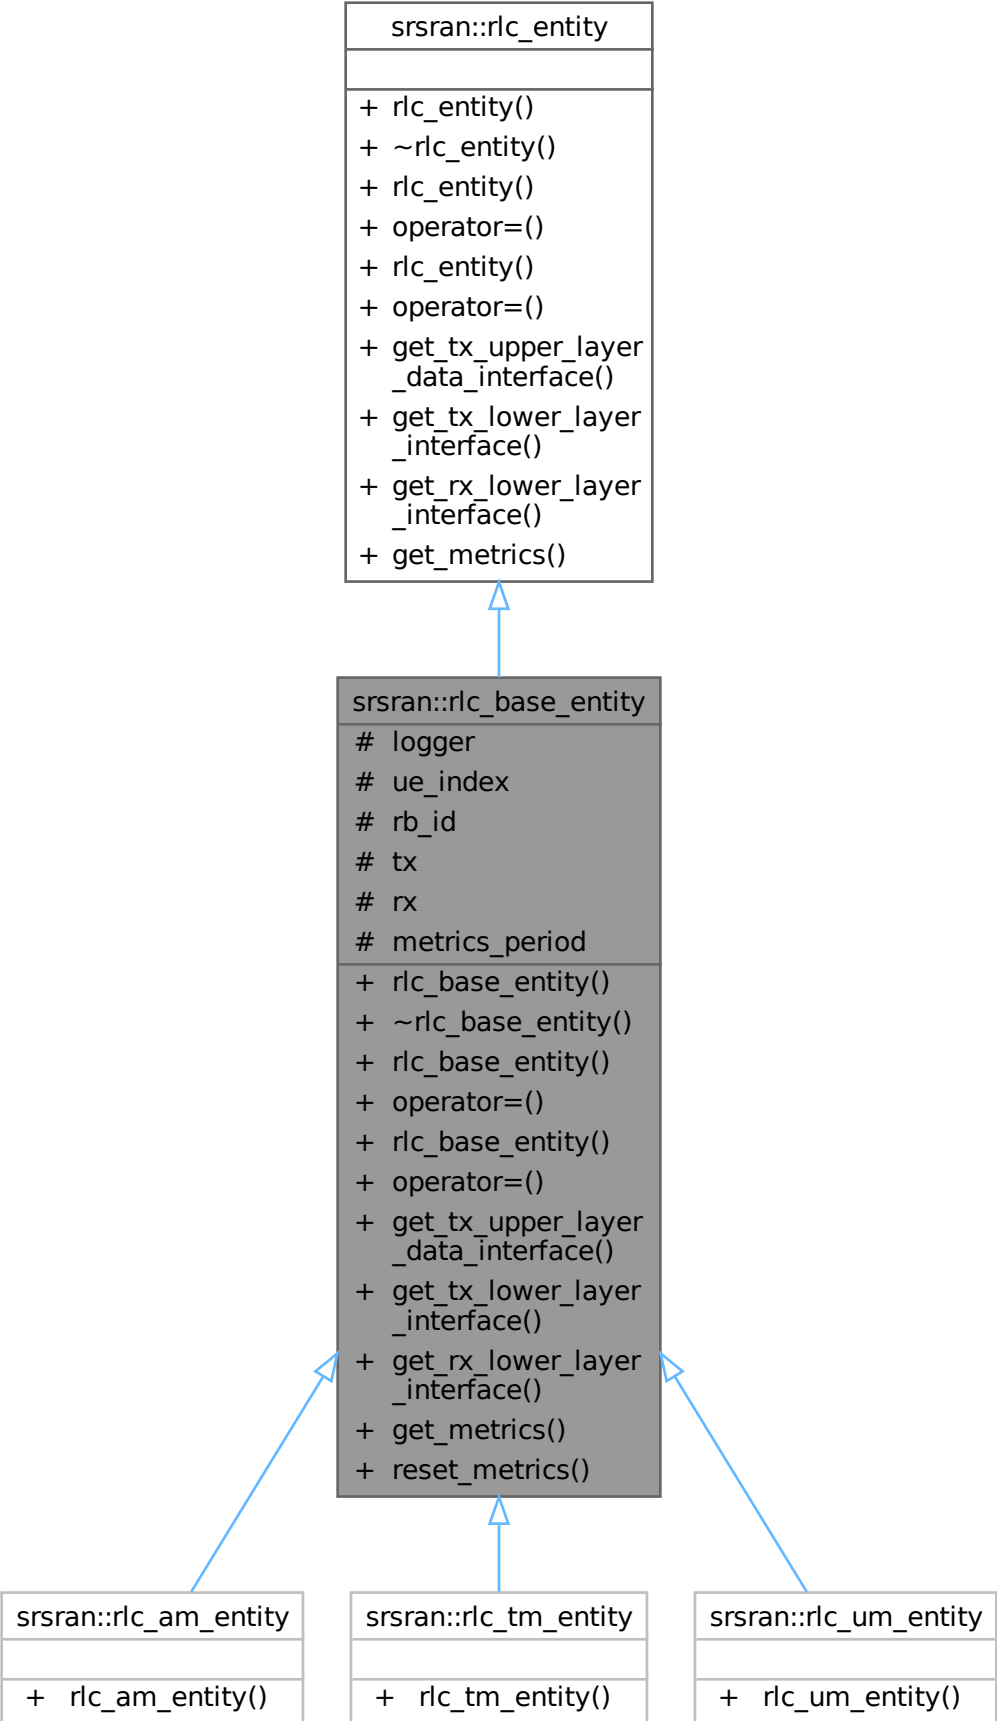 srsran::rlc_entity
+ rlc_entity()
+ ~rlc_entity()
+ rlc_entity()
+ operator=()
+ rlc_entity()
+ operator=()
+ get_tx_upper_layer
_data_interface()
+ get_tx_lower_layer
_interface()
+ get_rx_lower_layer
_interface()
+ get_metrics()
srsran::rlc_base_entity
# logger
# ue_index
# rb_id
# tx
# rx
# metrics_period
+ rlc_base_entity()
+ ~rlc_base_entity()
+ rlc_base_entity()
+ operator=()
+ rlc_base_entity()
+ operator=()
+ get_tx_upper_layer
_data_interface()
+ get_tx_lower_layer
_interface()
+ get_rx_lower_layer
_interface()
+ get_metrics()
+ reset_metrics()
srsran::rlc_am_entity
+ rlc_am_entity()
srsran::rlc_tm_entity
+ rlc_tm_entity()
srsran::rlc_um_entity
+ rlc_um_entity()